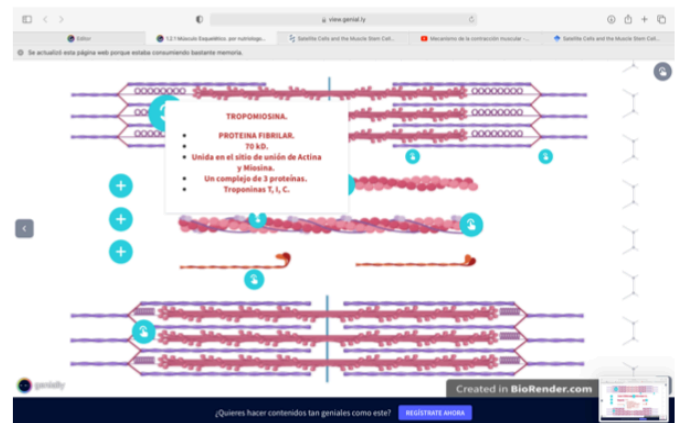 view.genial.ly
Editor
1.2.1 Músculo Esquelético por nutriolog...
Satellite Cells and the Muscle Stem Cell...
Mecanismo de la contracción muscular -...
Satellite Cells and the Muscle Stem Cell...
Se actualizó esta página web porque estaba consumiendo bastante memoria.
TROPOMIOSINA.
PROTEINA FIBRILAR.
70 kD.
Unida en el sitio de unión de Actina
y Miosina.
Un complejo de 3 proteínas.
Troponinas T, I, C.
genially
Created in BioRender.com
¿Quieres hacer contenidos tan geniales como este?
REGÍSTRATE AHORA